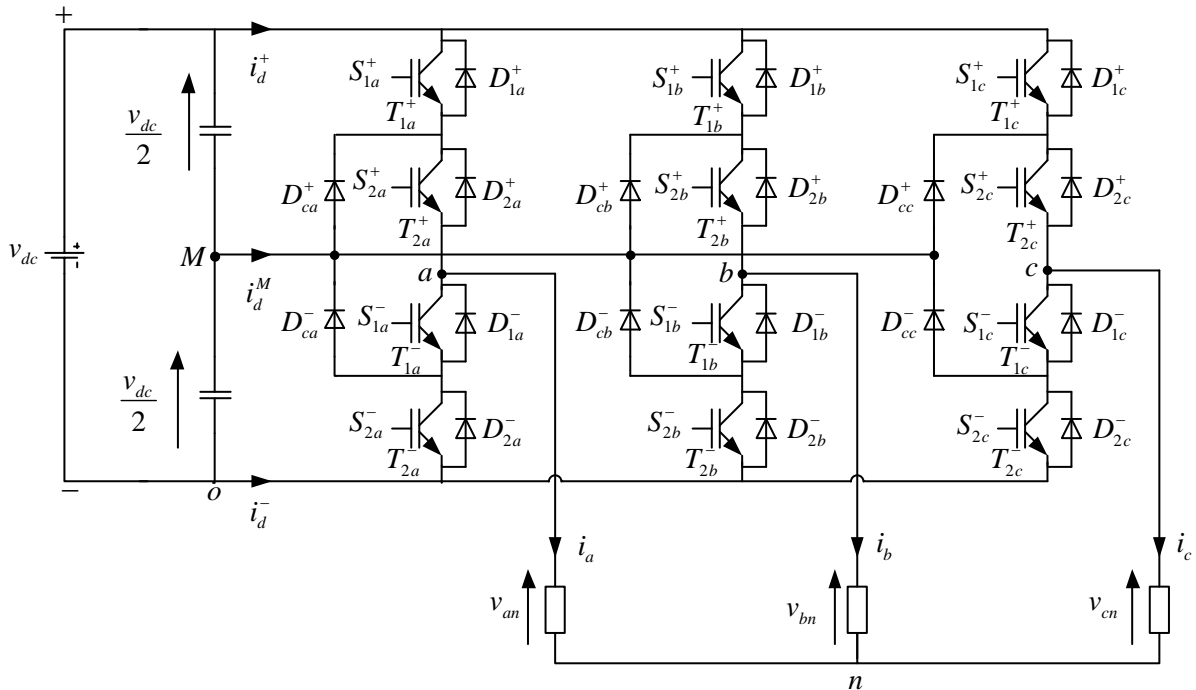 +
i_d^+
v_dc/2
S_1a^+ D_1a^+
T_1a^+
S_1b^+ D_1b^+
T_1b^+
S_1c^+ D_1c^+
T_1c^+
D_ca^+ S_2a^+ D_2a^+
T_2a^+
D_cb^+ S_2b^+ D_2b^+
T_2b^+
D_cc^+ S_2c^+ D_2c^+
T_2c^+
v_dc + -
M
i_d^M
a
b
c
D_ca^- S_1a^- D_1a^-
T_1a^-
D_cb^- S_1b^- D_1b^-
T_1b^-
D_cc^- S_1c^- D_1c^-
T_1c^-
v_dc/2
S_2a^- D_2a^-
T_2a^-
S_2b^- D_2b^-
T_2b^-
S_2c^- D_2c^-
T_2c^-
−
o
i_d^-
i_a
i_b
i_c
v_an
v_bn
v_cn
n